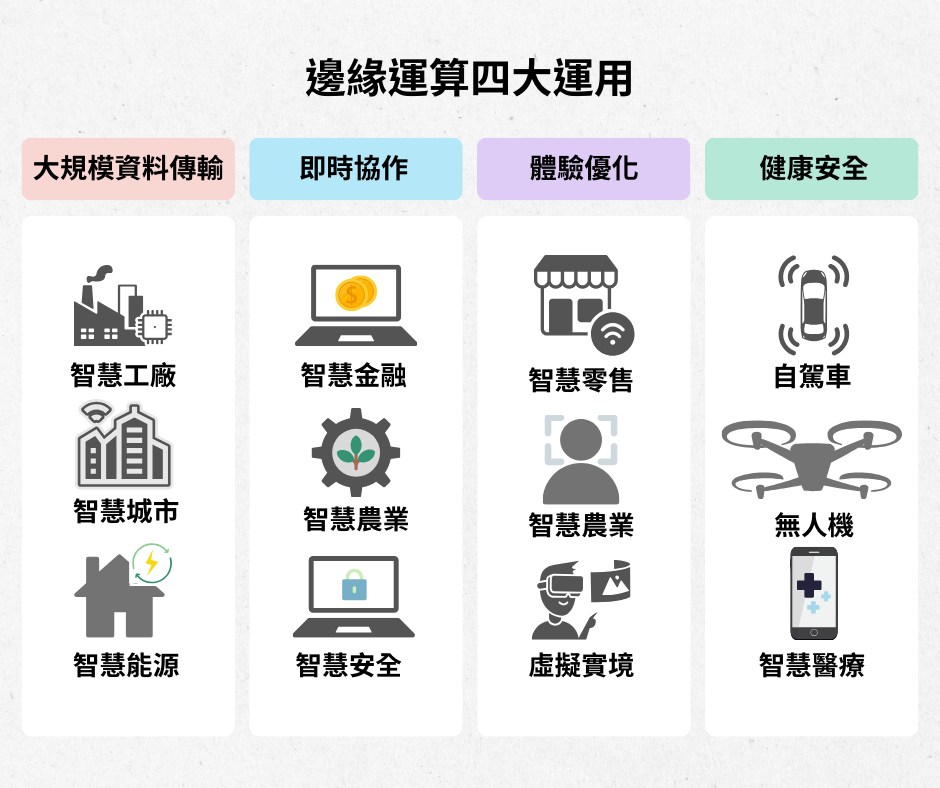 邊緣運算四大運用
大規模資料傳輸
即時協作
體驗優化
健康安全
智慧工廠
智慧金融
智慧零售
自駕車
智慧城市
智慧農業
智慧農業
無人機
智慧能源
智慧安全
虛擬實境
智慧醫療